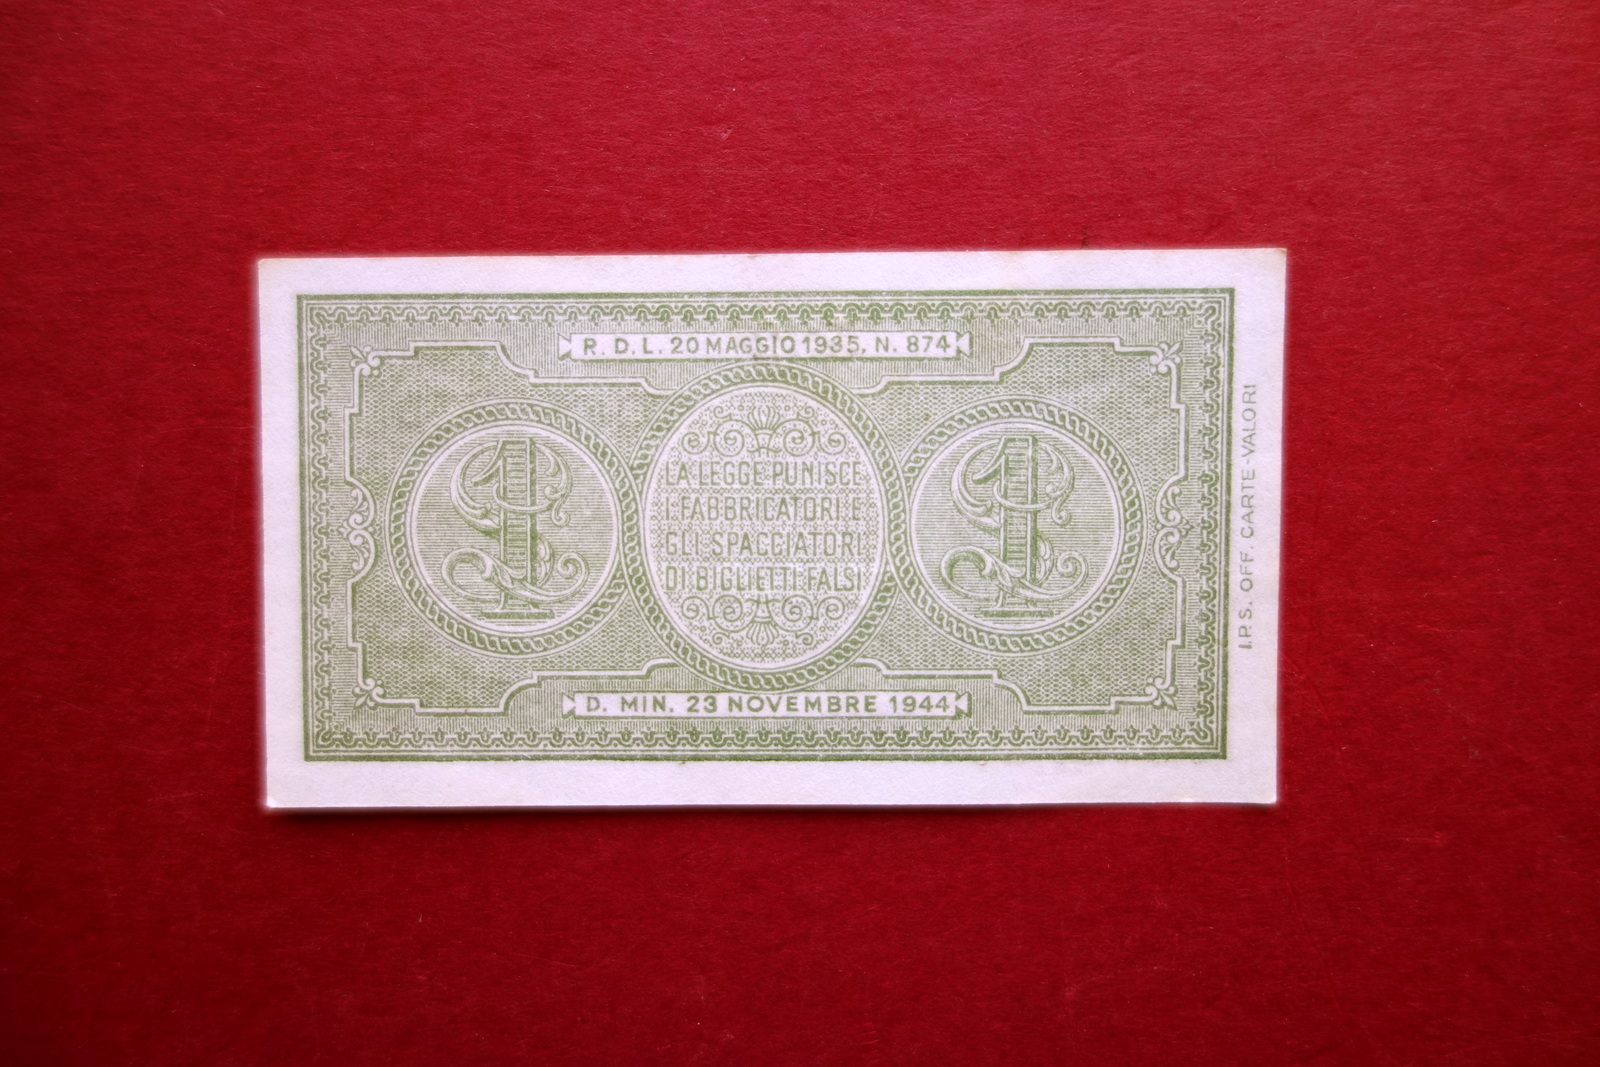 R. D. L. 20 MAGGIO 1935, N. 874
1
LA LEGGE PUNISCE
I FABBRICATORI E
GLI SPACCIATORI
DI BIGLIETTI FALSI
1
D. MIN. 23 NOVEMBRE 1944
I.P.S. OFF. CARTE-VALORI